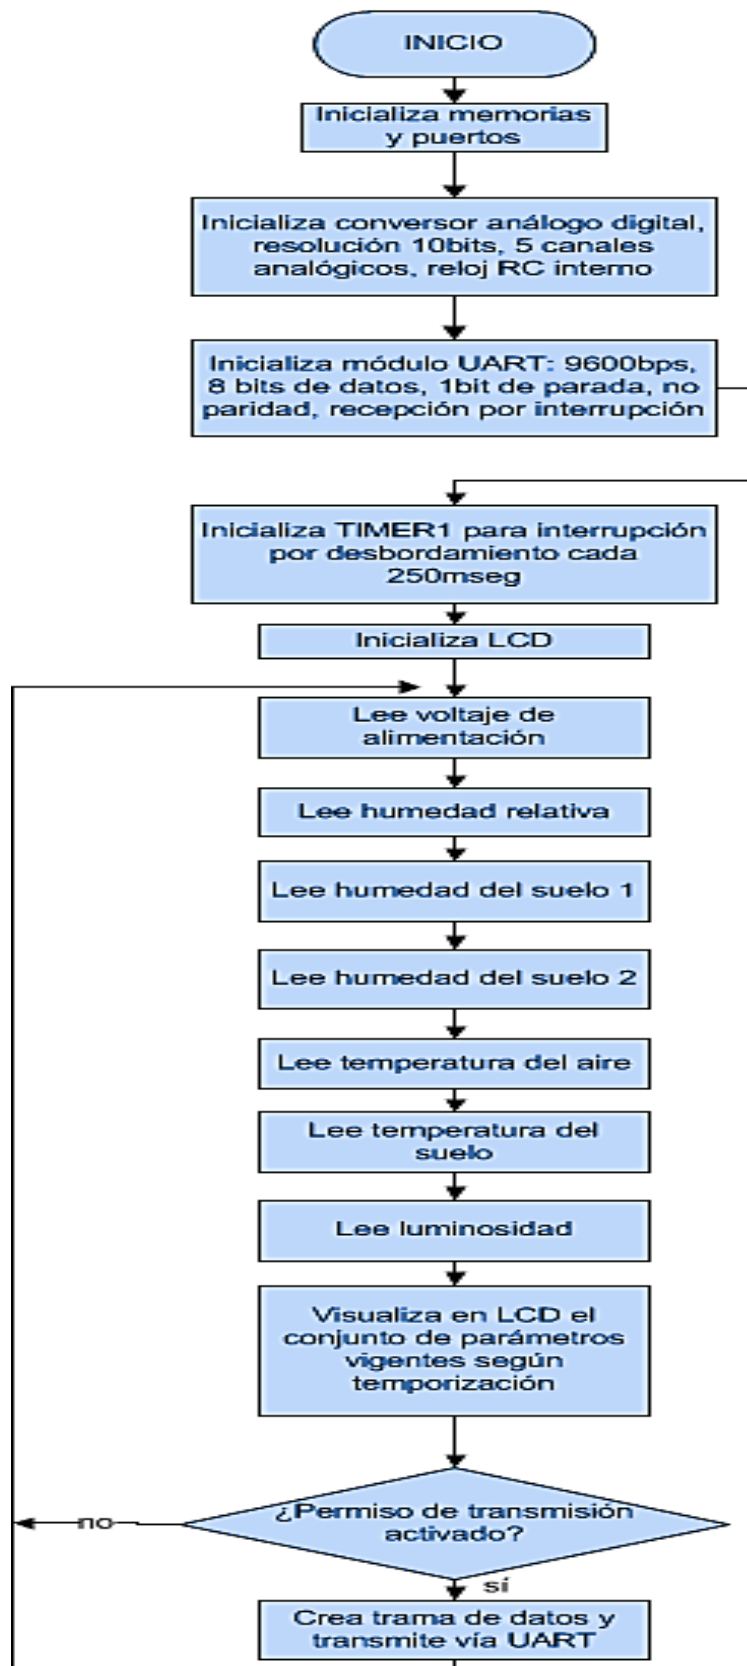 INICIO
Inicializa memorias
y puertos
Inicializa conversor análogo digital,
resolución 10bits, 5 canales
analógicos, reloj RC interno
Inicializa módulo UART: 9600bps,
8 bits de datos, 1bit de parada, no
paridad, recepción por interrupción
Inicializa TIMER1 para interrupción
por desbordamiento cada
250mseg
Inicializa LCD
Lee voltaje de
alimentación
Lee humedad relativa
Lee humedad del suelo 1
Lee humedad del suelo 2
Lee temperatura del aire
Lee temperatura del
suelo
Lee luminosidad
Visualiza en LCD el
conjunto de parámetros
vigentes según
temporización
¿Permiso de transmisión
activado?
no
sí
Crea trama de datos y
transmite vía UART